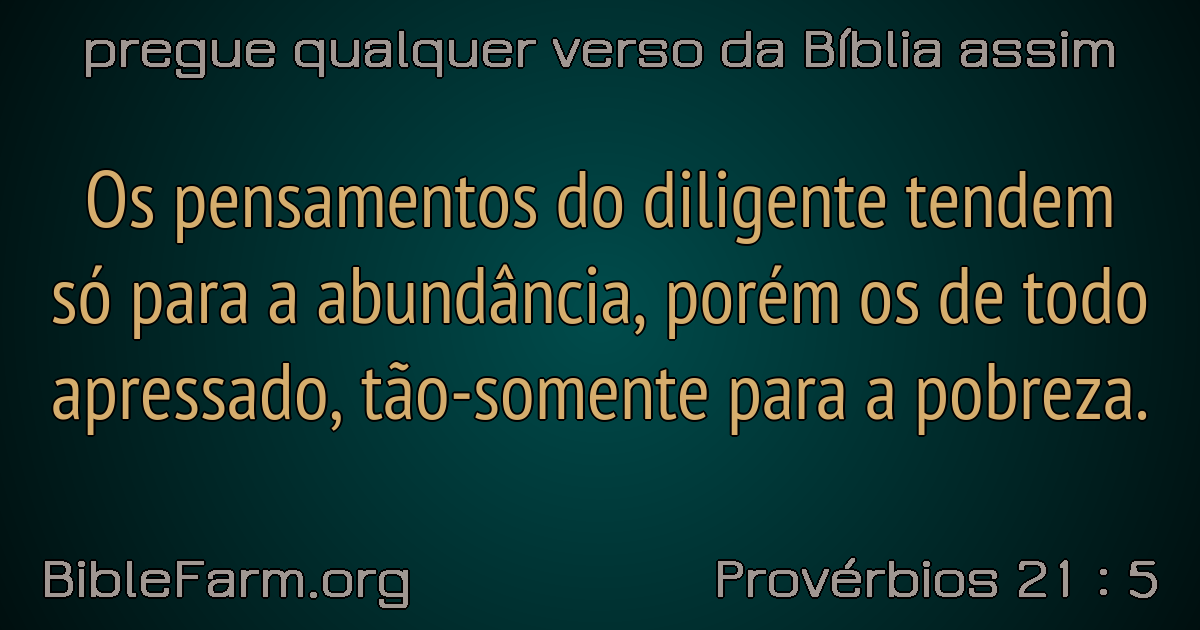 pregue qualquer verso da Bíblia assim
Os pensamentos do diligente tendem
só para a abundância, porém os de todo
apressado, tão-somente para a pobreza.
BibleFarm.org
Provérbios 21 : 5